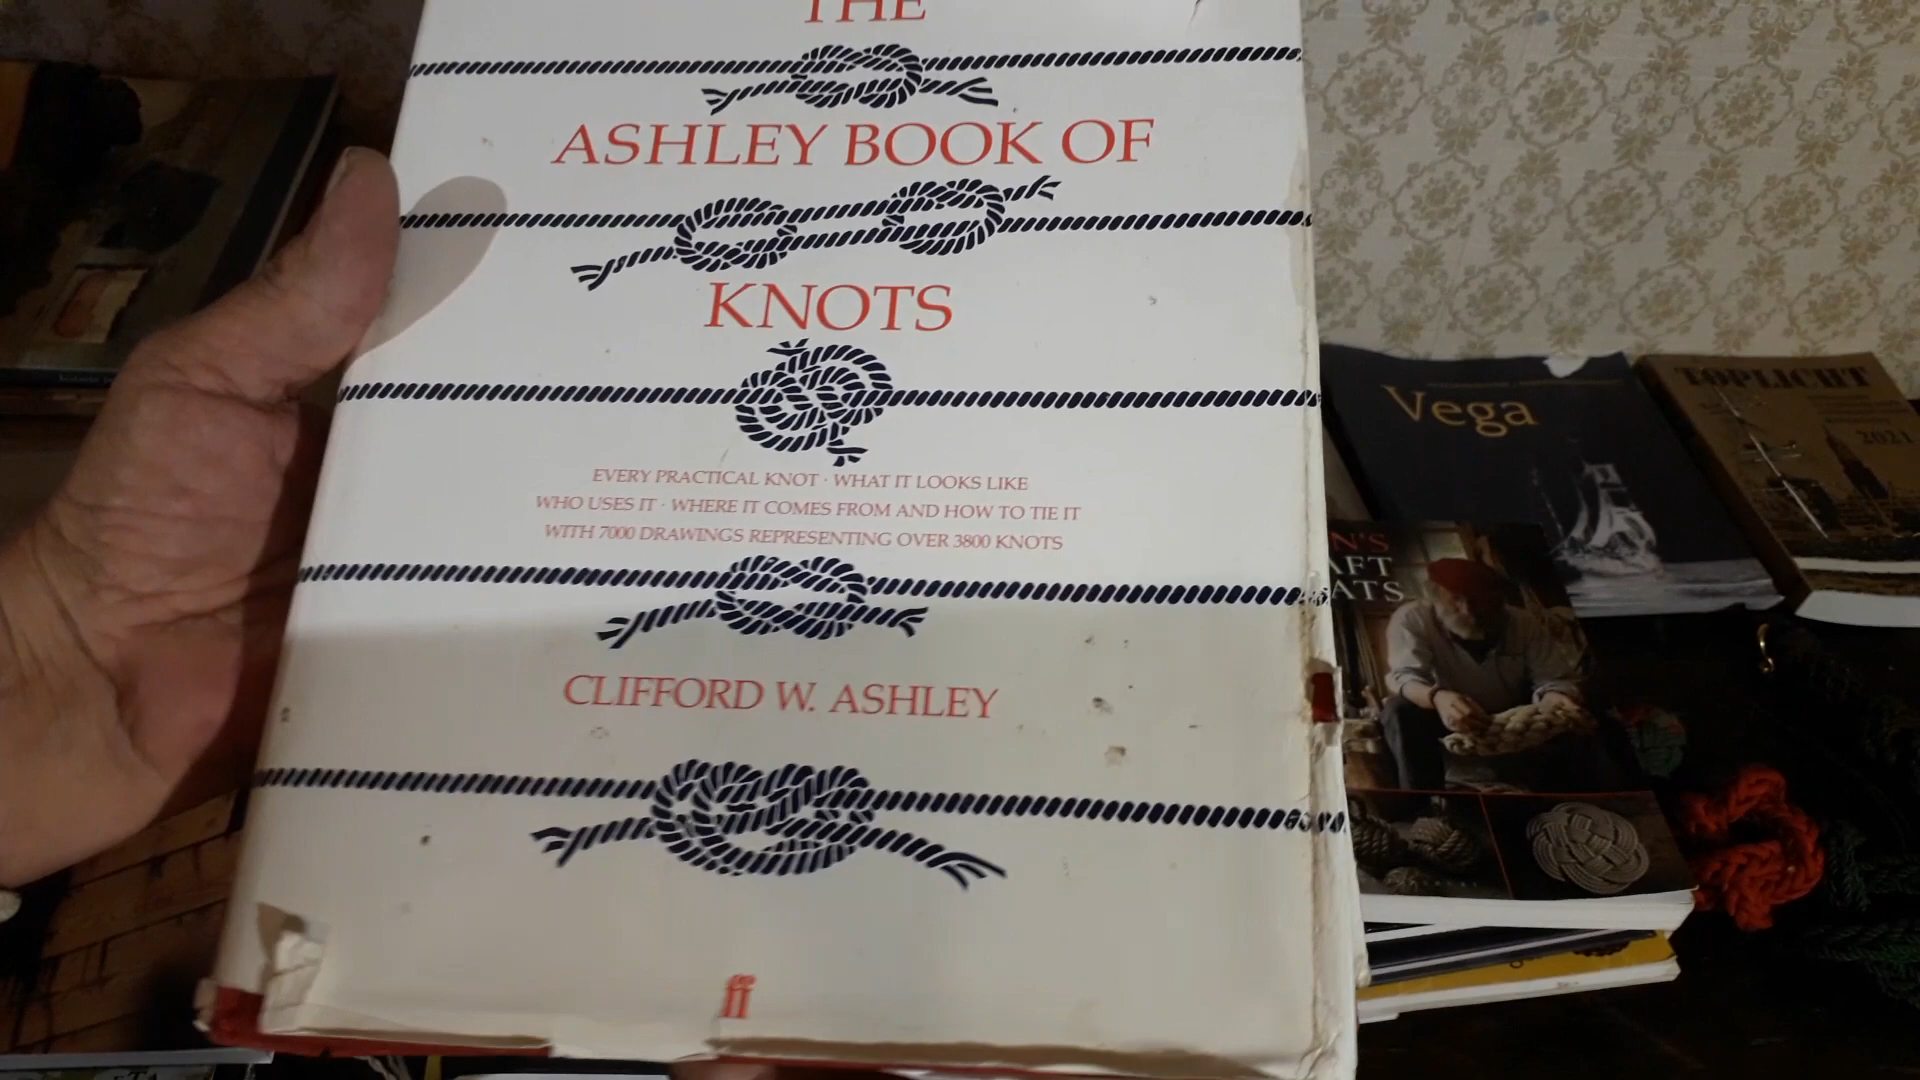 THE
ASHLEY BOOK OF
KNOTS
EVERY PRACTICAL KNOT · WHAT IT LOOKS LIKE
WHO USES IT · WHERE IT COMES FROM AND HOW TO TIE IT
WITH 7000 DRAWINGS REPRESENTING OVER 3800 KNOTS
CLIFFORD W. ASHLEY
ff
Vega
TOPLICHT
2021